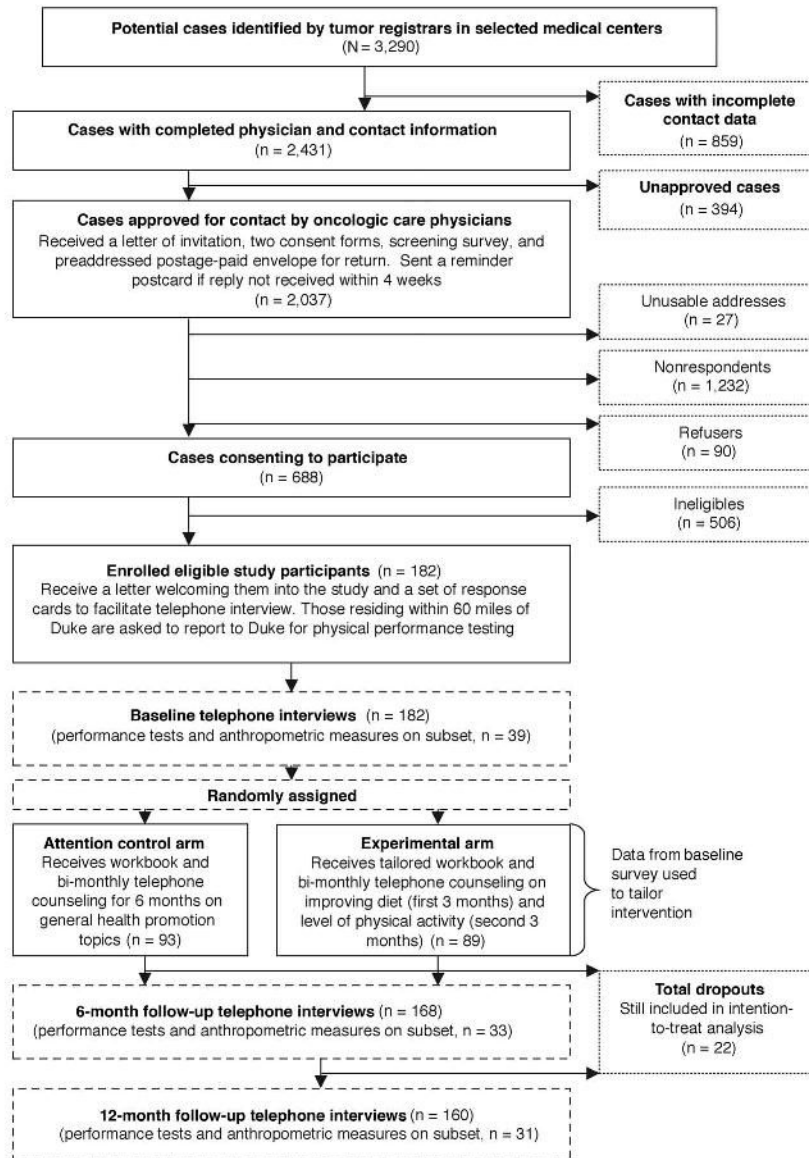 Potential cases identified by tumor registrars in selected medical centers
(N = 3,290)
Cases with incomplete
contact data
(n = 859)
Cases with completed physician and contact information
(n = 2,431)
Unapproved cases
(n = 394)
Cases approved for contact by oncologic care physicians
Received a letter of invitation, two consent forms, screening survey, and
preaddressed postage-paid envelope for return. Sent a reminder
postcard if reply not received within 4 weeks
(n = 2,037)
Unusable addresses
(n = 27)
Nonrespondents
(n = 1,232)
Refusers
(n = 90)
Cases consenting to participate
(n = 688)
Ineligibles
(n = 506)
Enrolled eligible study participants (n = 182)
Receive a letter welcoming them into the study and a set of response
cards to facilitate telephone interview. Those residing within 60 miles of
Duke are asked to report to Duke for physical performance testing
Baseline telephone interviews (n = 182)
(performance tests and anthropometric measures on subset, n = 39)
Randomly assigned
Attention control arm
Receives workbook and
bi-monthly telephone
counseling for 6 months on
general health promotion
topics (n = 93)
Experimental arm
Receives tailored workbook and
bi-monthly telephone counseling on
improving diet (first 3 months) and
level of physical activity (second 3
months) (n = 89)
Data from baseline
survey used
to tailor
intervention
Total dropouts
Still included in intention-
to-treat analysis
(n = 22)
6-month follow-up telephone interviews (n = 168)
(performance tests and anthropometric measures on subset, n = 33)
12-month follow-up telephone interviews (n = 160)
(performance tests and anthropometric measures on subset, n = 31)